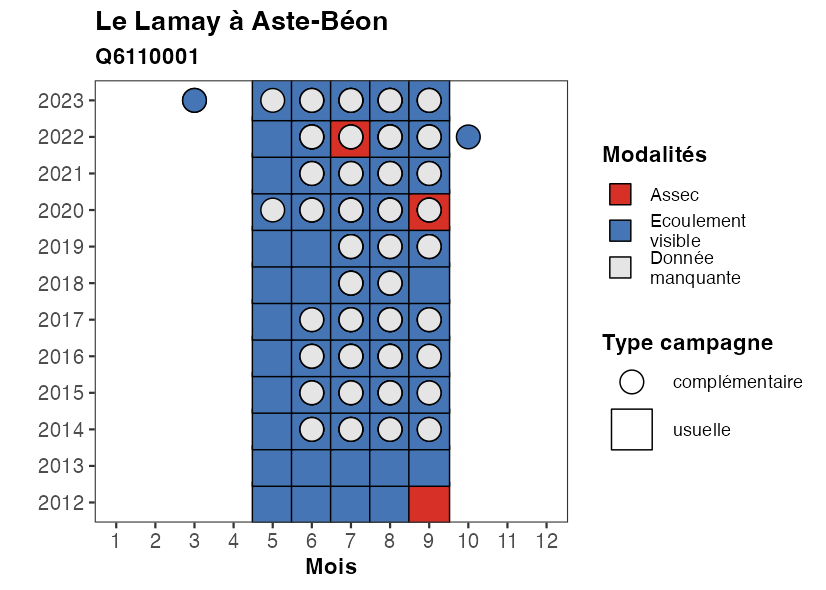 Le Lamay à Aste-Béon
Q6110001
2023
2022
2021
2020
2019
2018
2017
2016
2015
2014
2013
2012
1 2 3 4 5 6 7 8 9 10 11 12
Mois
Modalités
Assec
Ecoulement
visible
Donnée
manquante
Type campagne
complémentaire
usuelle